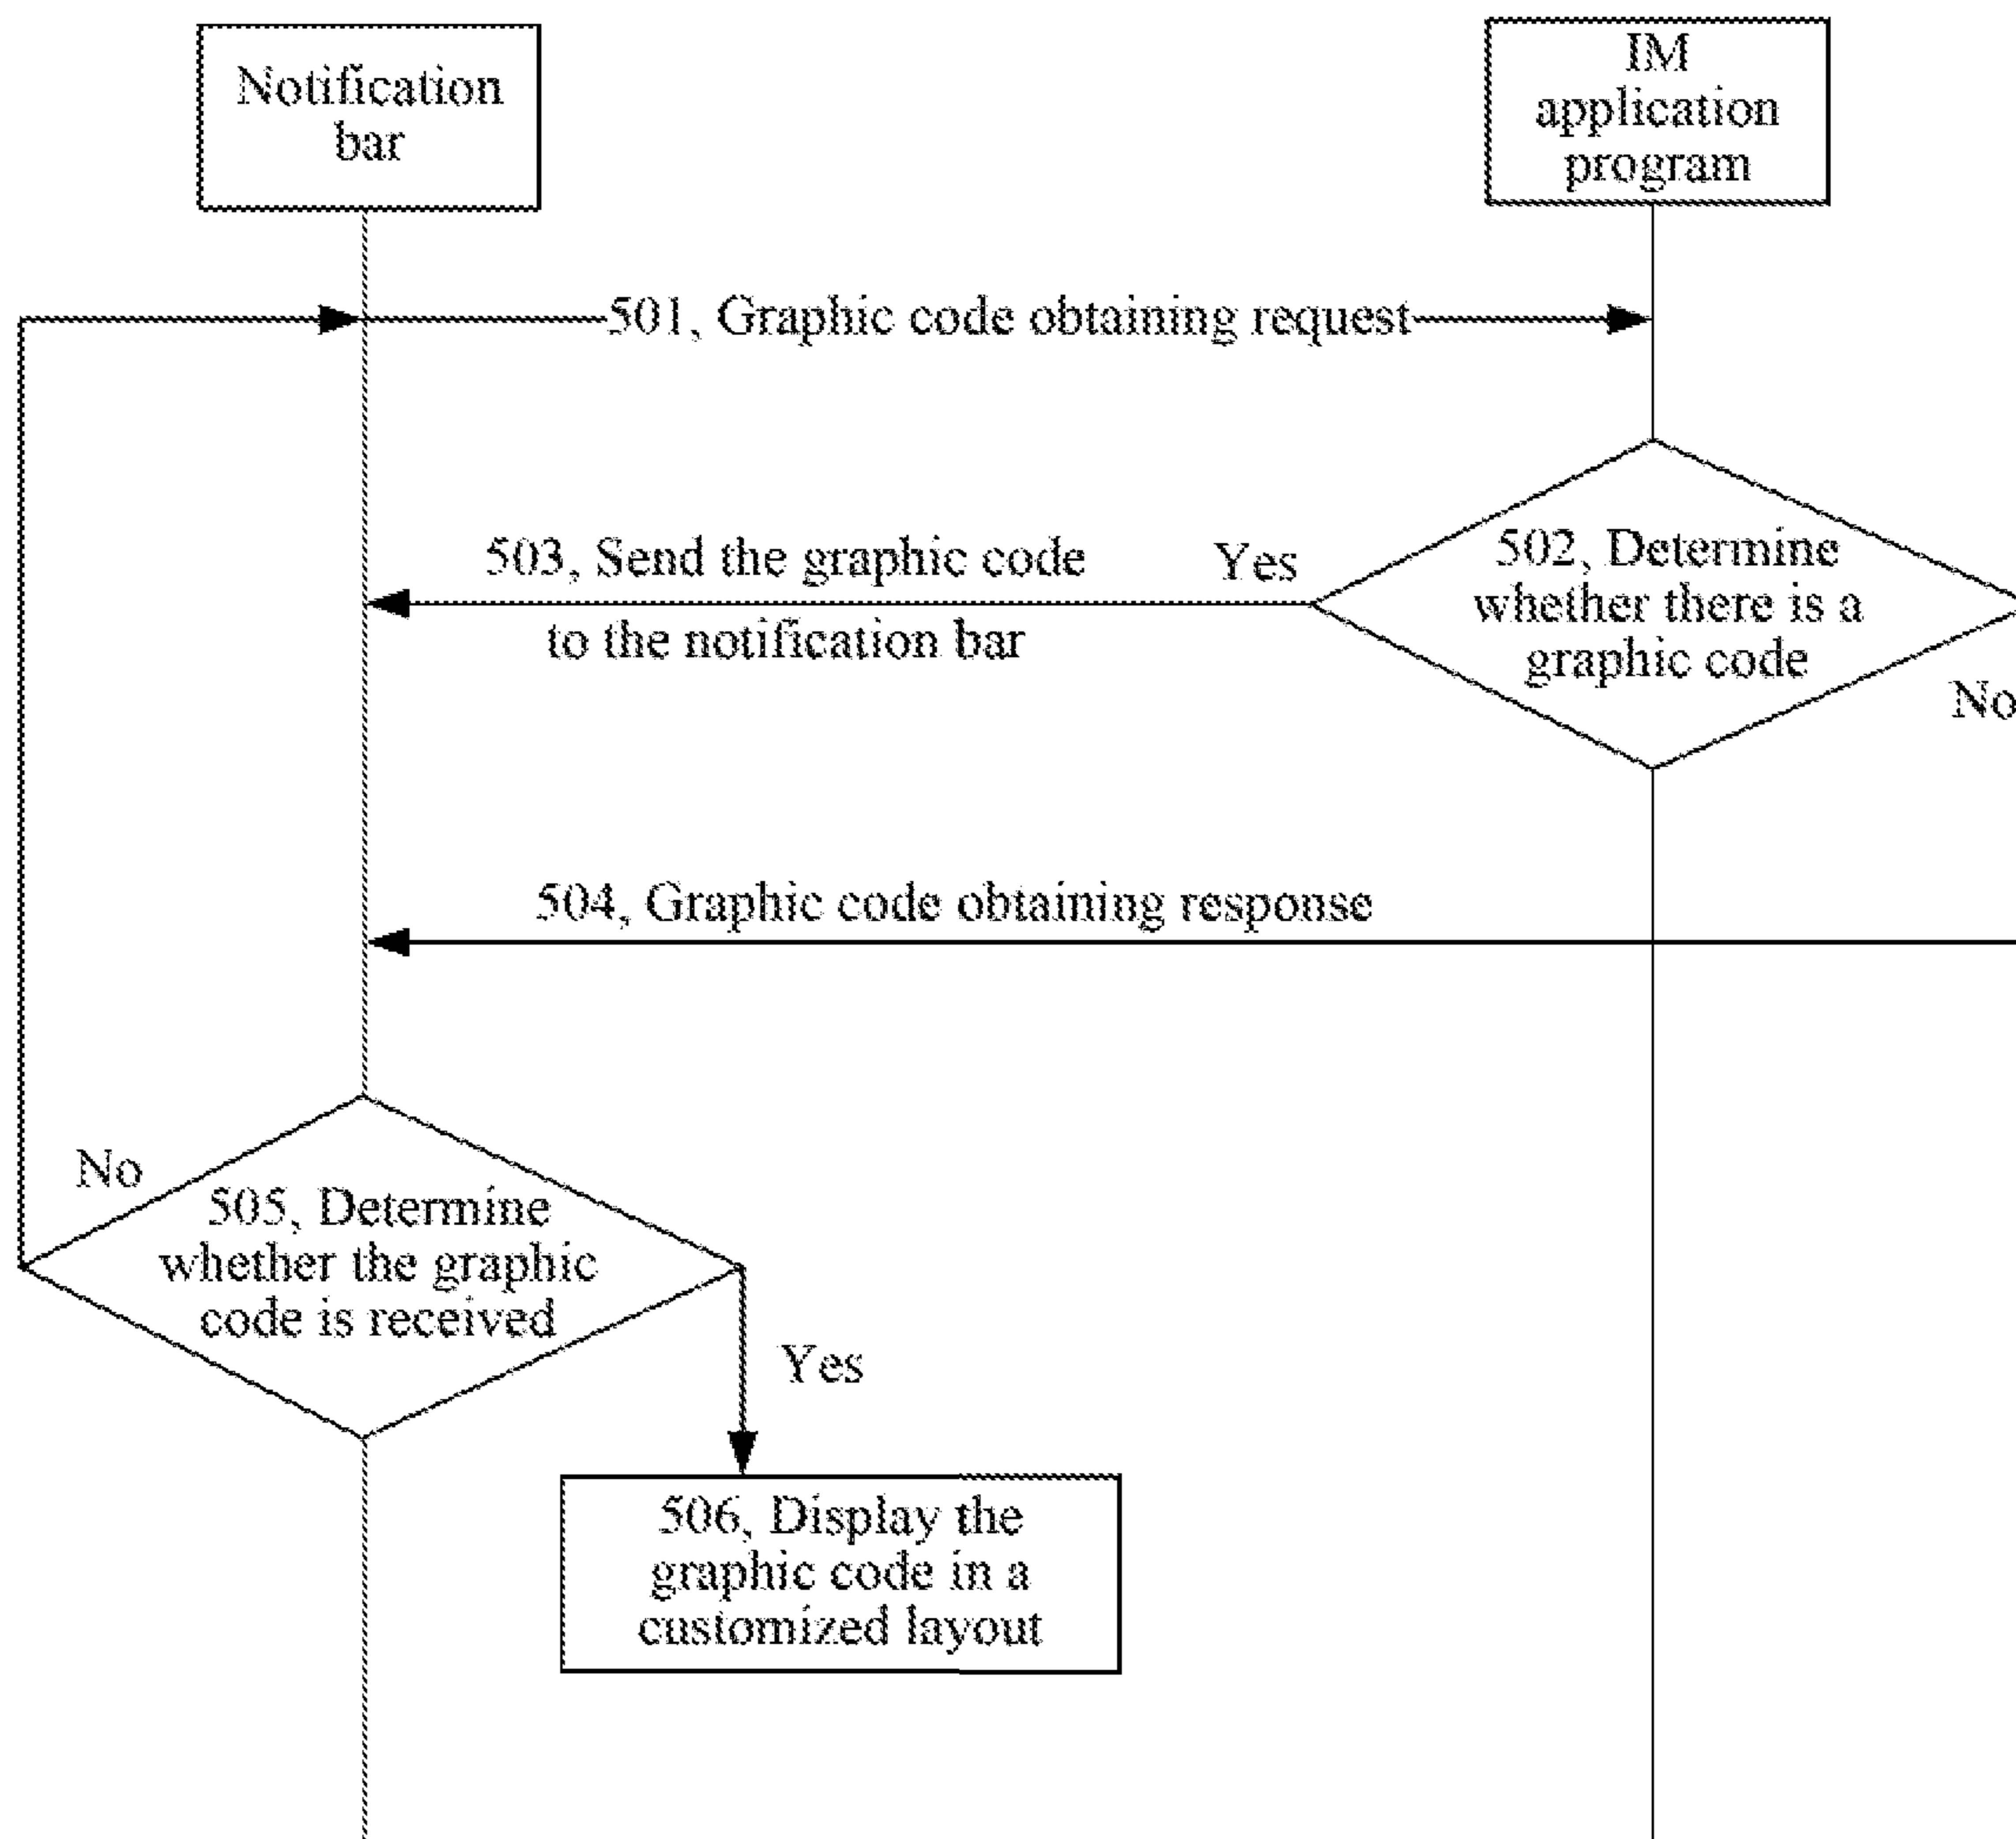 Notification
bar
IM
application
program
501, Graphic code obtaining request
503, Send the graphic code
to the notification bar
Yes
502, Determine
whether there is a
graphic code
No
504, Graphic code obtaining response
No
505, Determine
whether the graphic
code is received
Yes
506, Display the
graphic code in a
customized layout